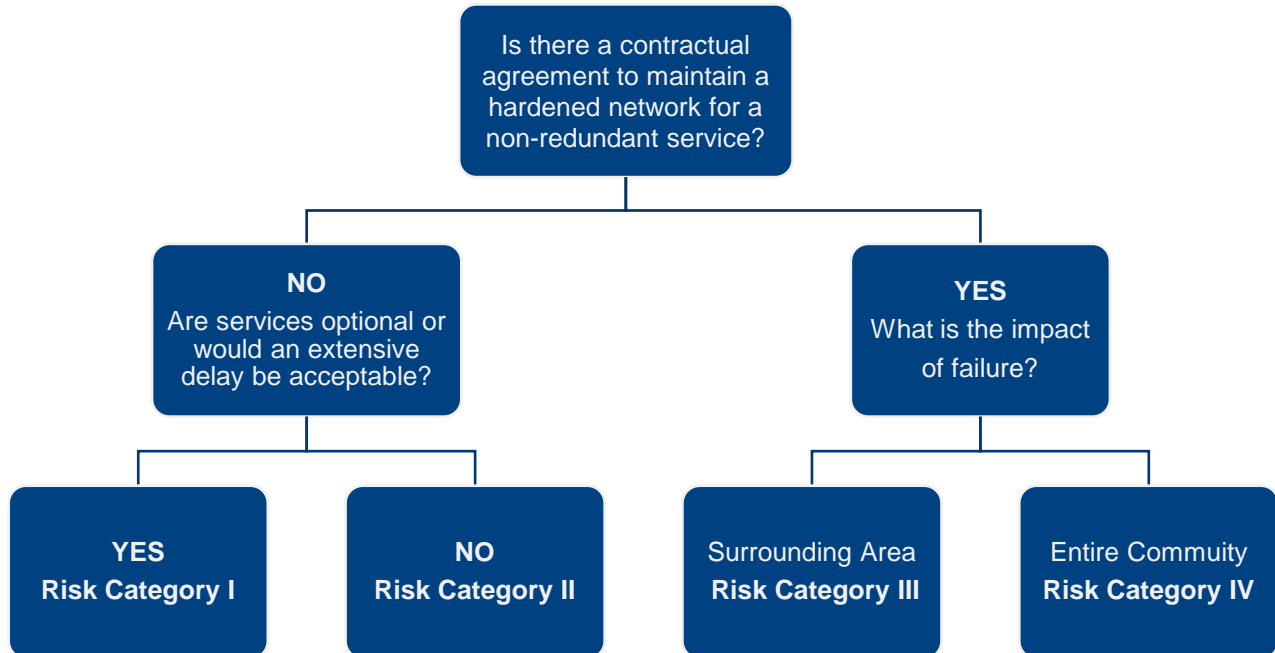 Is there a contractual
agreement to maintain a
hardened network for a
non-redundant service?
NO
Are services optional or
would an extensive
delay be acceptable?
YES
What is the impact
of failure?
YES
Risk Category I
NO
Risk Category II
Surrounding Area
Risk Category III
Entire Commuity
Risk Category IV